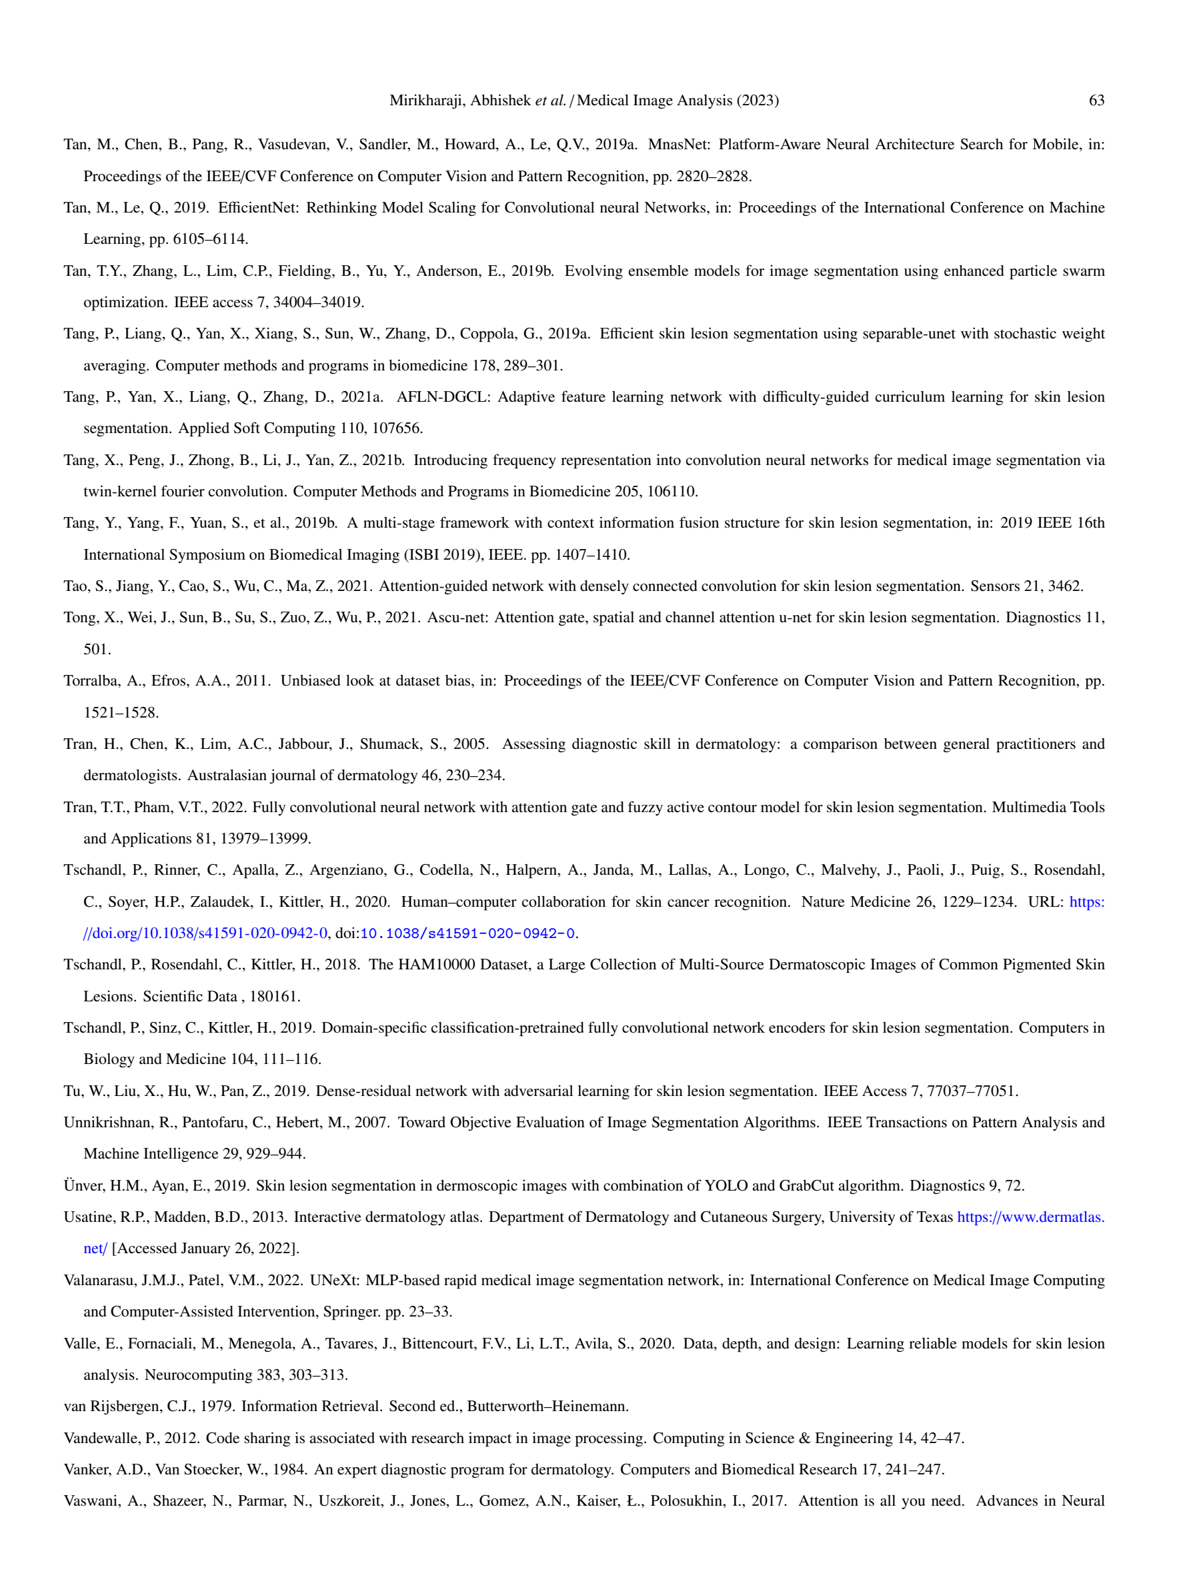 Mirikharaji, Abhishek et al. / Medical Image Analysis (2023)
63
Tan, M., Chen, B., Pang, R., Vasudevan, V., Sandler, M., Howard, A., Le, Q.V., 2019a. MnasNet: Platform-Aware Neural Architecture Search for Mobile, in:
Proceedings of the IEEE/CVF Conference on Computer Vision and Pattern Recognition, pp. 2820–2828.
Tan, M., Le, Q., 2019. EfficientNet: Rethinking Model Scaling for Convolutional neural Networks, in: Proceedings of the International Conference on Machine
Learning, pp. 6105–6114.
Tan, T.Y., Zhang, L., Lim, C.P., Fielding, B., Yu, Y., Anderson, E., 2019b. Evolving ensemble models for image segmentation using enhanced particle swarm
optimization. IEEE access 7, 34004–34019.
Tang, P., Liang, Q., Yan, X., Xiang, S., Sun, W., Zhang, D., Coppola, G., 2019a. Efficient skin lesion segmentation using separable-unet with stochastic weight
averaging. Computer methods and programs in biomedicine 178, 289–301.
Tang, P., Yan, X., Liang, Q., Zhang, D., 2021a. AFLN-DGCL: Adaptive feature learning network with difficulty-guided curriculum learning for skin lesion
segmentation. Applied Soft Computing 110, 107656.
Tang, X., Peng, J., Zhong, B., Li, J., Yan, Z., 2021b. Introducing frequency representation into convolution neural networks for medical image segmentation via
twin-kernel fourier convolution. Computer Methods and Programs in Biomedicine 205, 106110.
Tang, Y., Yang, F., Yuan, S., et al., 2019b. A multi-stage framework with context information fusion structure for skin lesion segmentation, in: 2019 IEEE 16th
International Symposium on Biomedical Imaging (ISBI 2019), IEEE. pp. 1407–1410.
Tao, S., Jiang, Y., Cao, S., Wu, C., Ma, Z., 2021. Attention-guided network with densely connected convolution for skin lesion segmentation. Sensors 21, 3462.
Tong, X., Wei, J., Sun, B., Su, S., Zuo, Z., Wu, P., 2021. Ascu-net: Attention gate, spatial and channel attention u-net for skin lesion segmentation. Diagnostics 11,
501.
Torralba, A., Efros, A.A., 2011. Unbiased look at dataset bias, in: Proceedings of the IEEE/CVF Conference on Computer Vision and Pattern Recognition, pp.
1521–1528.
Tran, H., Chen, K., Lim, A.C., Jabbour, J., Shumack, S., 2005. Assessing diagnostic skill in dermatology: a comparison between general practitioners and
dermatologists. Australasian journal of dermatology 46, 230–234.
Tran, T.T., Pham, V.T., 2022. Fully convolutional neural network with attention gate and fuzzy active contour model for skin lesion segmentation. Multimedia Tools
and Applications 81, 13979–13999.
Tschandl, P., Rinner, C., Apalla, Z., Argenziano, G., Codella, N., Halpern, A., Janda, M., Lallas, A., Longo, C., Malvehy, J., Paoli, J., Puig, S., Rosendahl,
C., Soyer, H.P., Zalaudek, I., Kittler, H., 2020. Human–computer collaboration for skin cancer recognition. Nature Medicine 26, 1229–1234. URL: https:
//doi.org/10.1038/s41591-020-0942-0, doi:10.1038/s41591-020-0942-0.
Tschandl, P., Rosendahl, C., Kittler, H., 2018. The HAM10000 Dataset, a Large Collection of Multi-Source Dermatoscopic Images of Common Pigmented Skin
Lesions. Scientific Data , 180161.
Tschandl, P., Sinz, C., Kittler, H., 2019. Domain-specific classification-pretrained fully convolutional network encoders for skin lesion segmentation. Computers in
Biology and Medicine 104, 111–116.
Tu, W., Liu, X., Hu, W., Pan, Z., 2019. Dense-residual network with adversarial learning for skin lesion segmentation. IEEE Access 7, 77037–77051.
Unnikrishnan, R., Pantofaru, C., Hebert, M., 2007. Toward Objective Evaluation of Image Segmentation Algorithms. IEEE Transactions on Pattern Analysis and
Machine Intelligence 29, 929–944.
Ünver, H.M., Ayan, E., 2019. Skin lesion segmentation in dermoscopic images with combination of YOLO and GrabCut algorithm. Diagnostics 9, 72.
Usatine, R.P., Madden, B.D., 2013. Interactive dermatology atlas. Department of Dermatology and Cutaneous Surgery, University of Texas https://www.dermatlas.
net/ [Accessed January 26, 2022].
Valanarasu, J.M.J., Patel, V.M., 2022. UNeXt: MLP-based rapid medical image segmentation network, in: International Conference on Medical Image Computing
and Computer-Assisted Intervention, Springer. pp. 23–33.
Valle, E., Fornaciali, M., Menegola, A., Tavares, J., Bittencourt, F.V., Li, L.T., Avila, S., 2020. Data, depth, and design: Learning reliable models for skin lesion
analysis. Neurocomputing 383, 303–313.
van Rijsbergen, C.J., 1979. Information Retrieval. Second ed., Butterworth–Heinemann.
Vandewalle, P., 2012. Code sharing is associated with research impact in image processing. Computing in Science & Engineering 14, 42–47.
Vanker, A.D., Van Stoecker, W., 1984. An expert diagnostic program for dermatology. Computers and Biomedical Research 17, 241–247.
Vaswani, A., Shazeer, N., Parmar, N., Uszkoreit, J., Jones, L., Gomez, A.N., Kaiser, Ł., Polosukhin, I., 2017. Attention is all you need. Advances in Neural